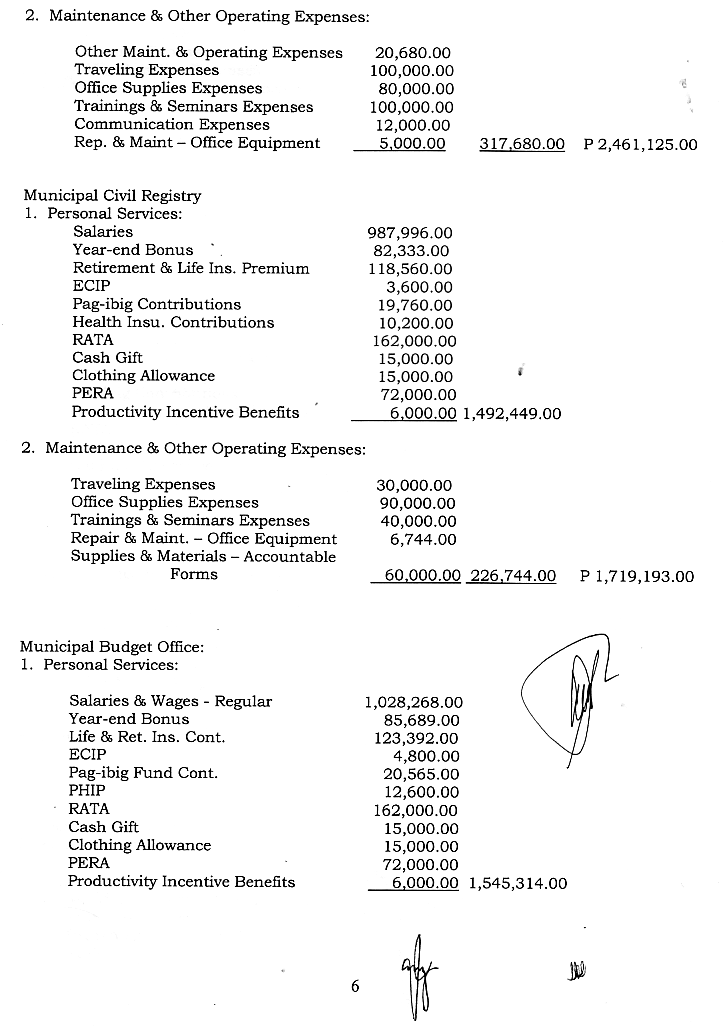 2. Maintenance & Other Operating Expenses:
Other Maint. & Operating Expenses 20,680.00
Traveling Expenses 100,000.00
Office Supplies Expenses 80,000.00
Trainings & Seminars Expenses 100,000.00
Communication Expenses 12,000.00
Rep. & Maint – Office Equipment 5,000.00 317,680.00 P 2,461,125.00
Municipal Civil Registry
1. Personal Services:
Salaries 987,996.00
Year-end Bonus 82,333.00
Retirement & Life Ins. Premium 118,560.00
ECIP 3,600.00
Pag-ibig Contributions 19,760.00
Health Insu. Contributions 10,200.00
RATA 162,000.00
Cash Gift 15,000.00
Clothing Allowance 15,000.00
PERA 72,000.00
Productivity Incentive Benefits 6,000.00 1,492,449.00
2. Maintenance & Other Operating Expenses:
Traveling Expenses 30,000.00
Office Supplies Expenses 90,000.00
Trainings & Seminars Expenses 40,000.00
Repair & Maint. – Office Equipment 6,744.00
Supplies & Materials – Accountable
Forms 60,000.00 226,744.00 P 1,719,193.00
Municipal Budget Office:
1. Personal Services:
Salaries & Wages - Regular 1,028,268.00
Year-end Bonus 85,689.00
Life & Ret. Ins. Cont. 123,392.00
ECIP 4,800.00
Pag-ibig Fund Cont. 20,565.00
PHIP 12,600.00
RATA 162,000.00
Cash Gift 15,000.00
Clothing Allowance 15,000.00
PERA 72,000.00
Productivity Incentive Benefits 6,000.00 1,545,314.00
6